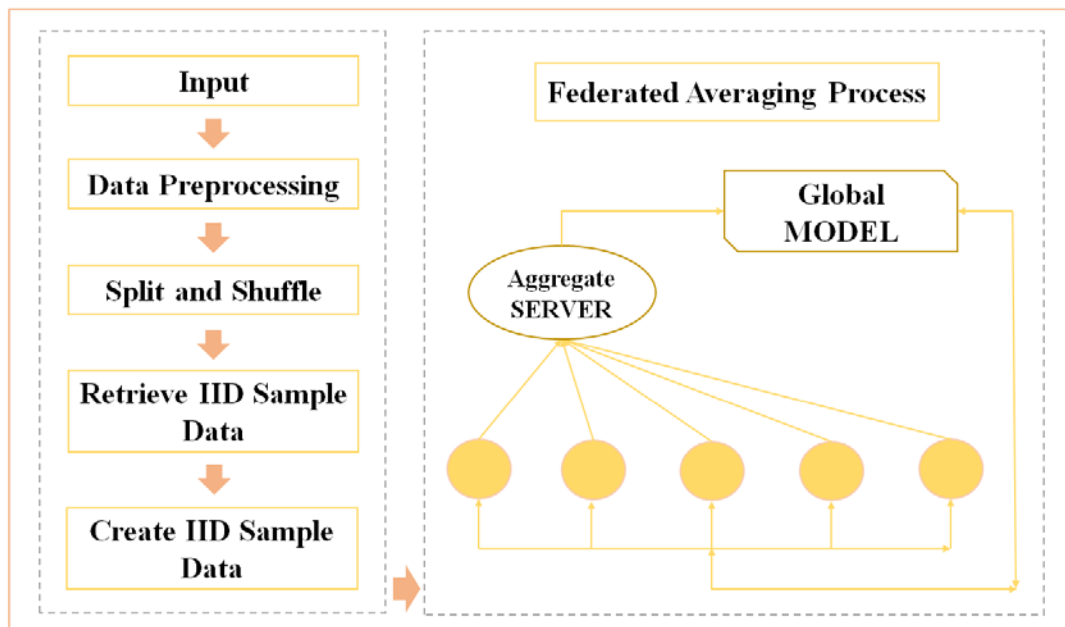 Input
Data Preprocessing
Split and Shuffle
Retrieve IID Sample
Data
Create IID Sample
Data
Federated Averaging Process
Global
MODEL
Aggregate
SERVER